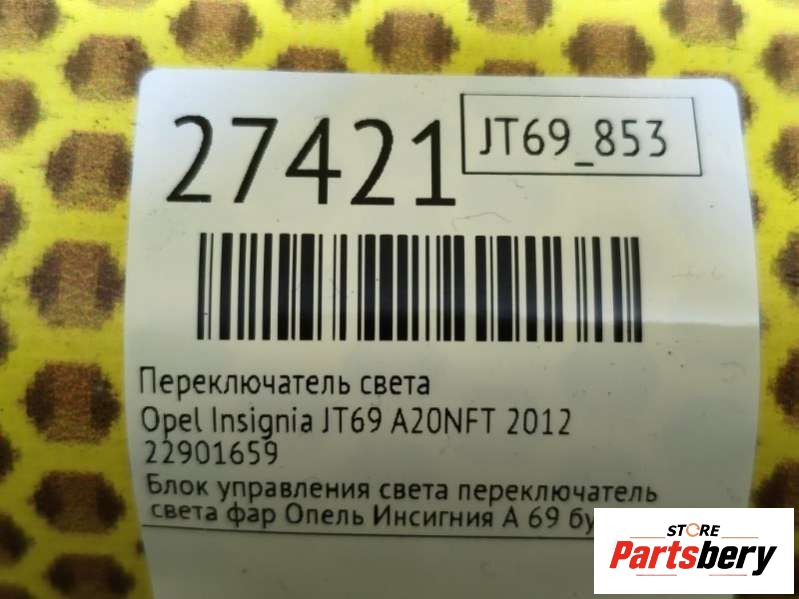 27421
JT69_853
Переключатель света
Opel Insignia JT69 A20NFT 2012
22901659
Блок управления света переключатель
света фар Опель Инсигния А 69
STORE
Partsbery